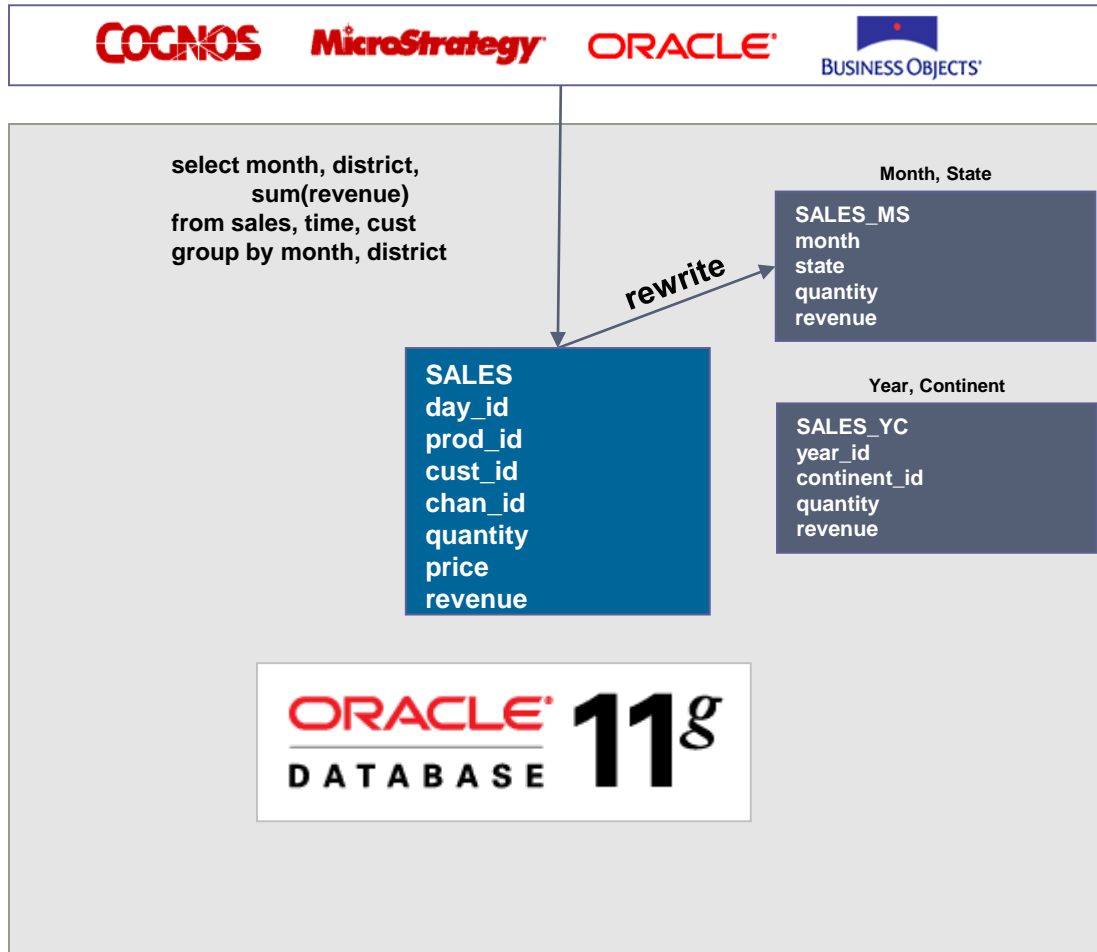 COGNOS
MicroStrategy
ORACLE®
BUSINESS OBJECTS®
select month, district,
sum(revenue)
from sales, time, cust
group by month, district
Month, State
SALES_MS
month
state
quantity
revenue
rewrite
SALES
day_id
prod_id
cust_id
chan_id
quantity
price
revenue
Year, Continent
SALES_YC
year_id
continent_id
quantity
revenue
ORACLE® 11g
DATABASE